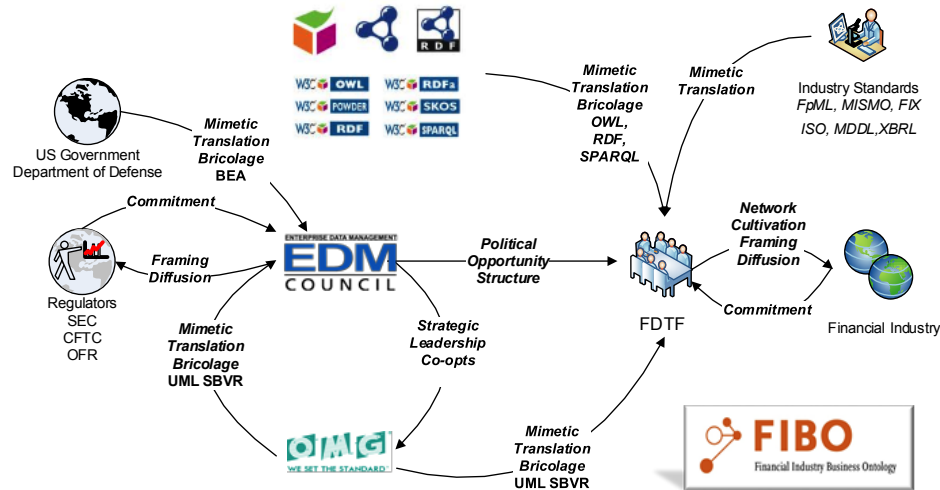 RDF
W3C OWL
W3C RDFa
W3C POWDER
W3C SKOS
W3C RDF
W3C SPARQL
Mimetic
Translation
Bricolage
OWL,
RDF,
SPARQL
Mimetic
Translation
Industry Standards
FpML, MISMO, FIX
ISO, MDDL,XBRL
US Government
Department of Defense
Mimetic
Translation
Bricolage
BEA
Commitment
Framing
Diffusion
Regulators
SEC
CFTC
OFR
ENTERPRISE DATA MANAGEMENT
EDM
COUNCIL
Political
Opportunity
Structure
FDTF
Network
Cultivation
Framing
Diffusion
Commitment
Financial Industry
Mimetic
Translation
Bricolage
UML SBVR
Strategic
Leadership
Co-opts
OMG
WE SET THE STANDARD
Mimetic
Translation
Bricolage
UML SBVR
FIBO
Financial Industry Business Ontology